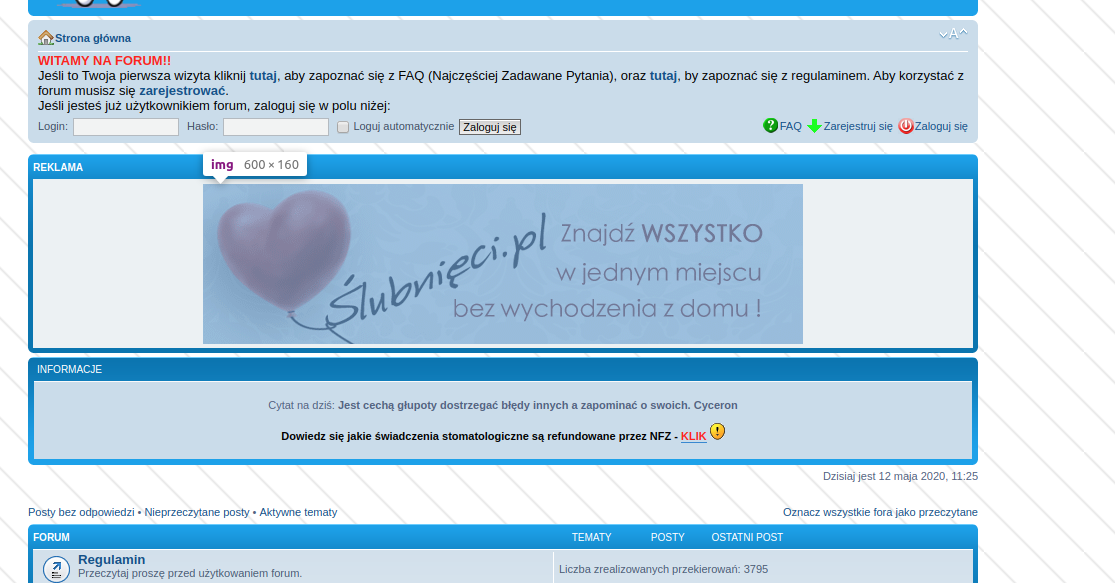 Strona główna
A
WITAMY NA FORUM!!
Jeśli to Twoja pierwsza wizyta kliknij tutaj, aby zapoznać się z FAQ (Najczęściej Zadawane Pytania), oraz tutaj, by zapoznać się z regulaminem. Aby korzystać z
forum musisz się zarejestrować.
Jeśli jesteś już użytkownikiem forum, zaloguj się w polu niżej:
Login: Hasło: Loguj automatycznie Zaloguj się FAQ Zarejestruj się Zaloguj się
REKLAMA
img 600 × 160
Ślubnięci.pl
Znajdź WSZYSTKO
w jednym miejscu
bez wychodzenia z domu !
INFORMACJE
Cytat na dziś: Jest cechą głupoty dostrzegać błędy innych a zapominać o swoich. Cyceron
Dowiedz się jakie świadczenia stomatologiczne są refundowane przez NFZ - KLIK
Dzisiaj jest 12 maja 2020, 11:25
Posty bez odpowiedzi • Nieprzeczytane posty • Aktywne tematy Oznacz wszystkie fora jako przeczytane
FORUM TEMATY POSTY OSTATNI POST
Regulamin
Przeczytaj proszę przed użytkowaniem forum.
Liczba zrealizowanych przekierowań: 3795